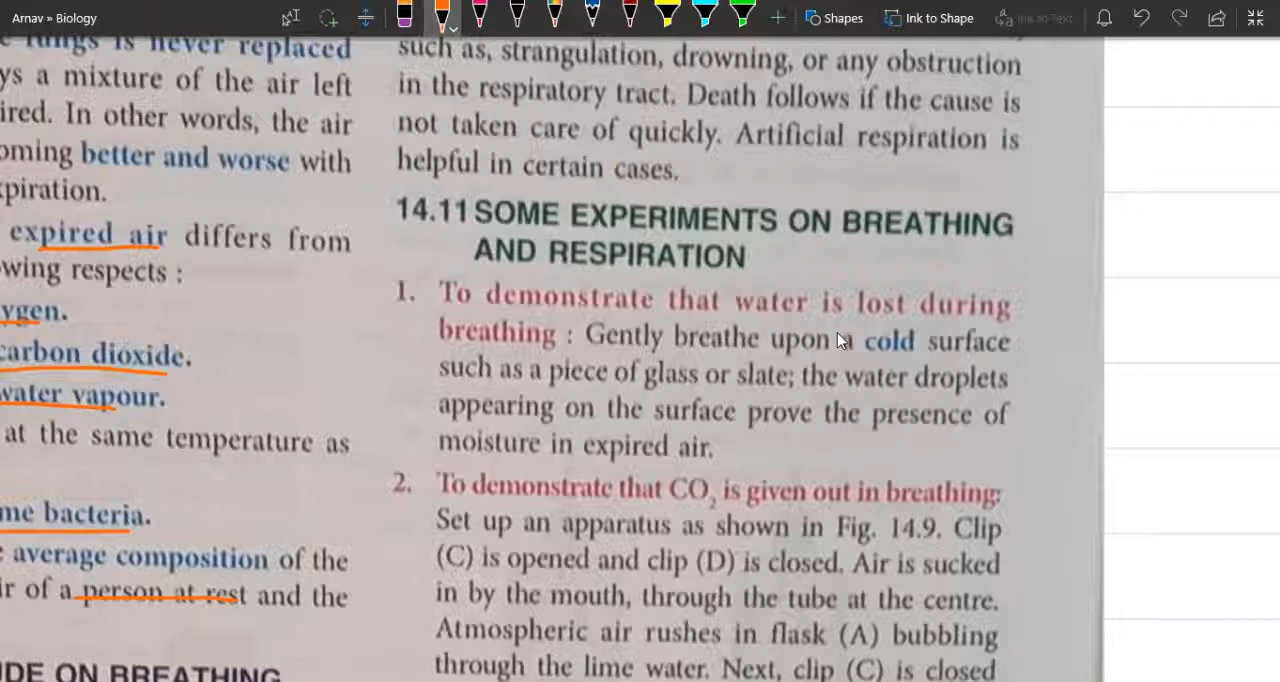 Arnav » Biology
Shapes
Ink to Shape
Ink to Text
lungs is never replaced
ys a mixture of the air left
ired. In other words, the air
oming better and worse with
piration.
expired air differs from
wing respects :
ygen.
carbon dioxide.
water vapour.
at the same temperature as
me bacteria.
average composition of the
ir of a person at rest and the
DE ON BREATHING
such as, strangulation, drowning, or any obstruction
in the respiratory tract. Death follows if the cause is
not taken care of quickly. Artificial respiration is
helpful in certain cases.
14.11 SOME EXPERIMENTS ON BREATHING
AND RESPIRATION
1. To demonstrate that water is lost during
breathing : Gently breathe upon a cold surface
such as a piece of glass or slate; the water droplets
appearing on the surface prove the presence of
moisture in expired air.
2. To demonstrate that CO₂ is given out in breathing:
Set up an apparatus as shown in Fig. 14.9. Clip
(C) is opened and clip (D) is closed. Air is sucked
in by the mouth, through the tube at the centre.
Atmospheric air rushes in flask (A) bubbling
through the lime water. Next, clip (C) is closed